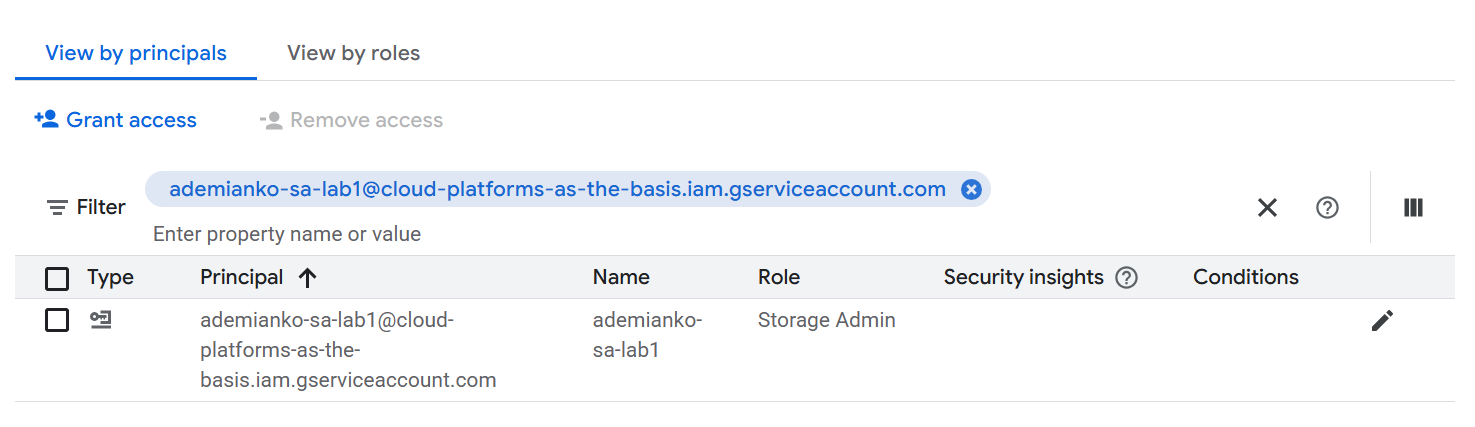 View by principals View by roles
Grant access Remove access
ademianko-sa-lab1@cloud-platforms-as-the-basis.iam.gserviceaccount.com
Filter
Enter property name or value
Type Principal Name Role Security insights Conditions
ademianko-sa-lab1@cloud- ademianko- Storage Admin
platforms-as-the- sa-lab1
basis.iam.gserviceaccount.com